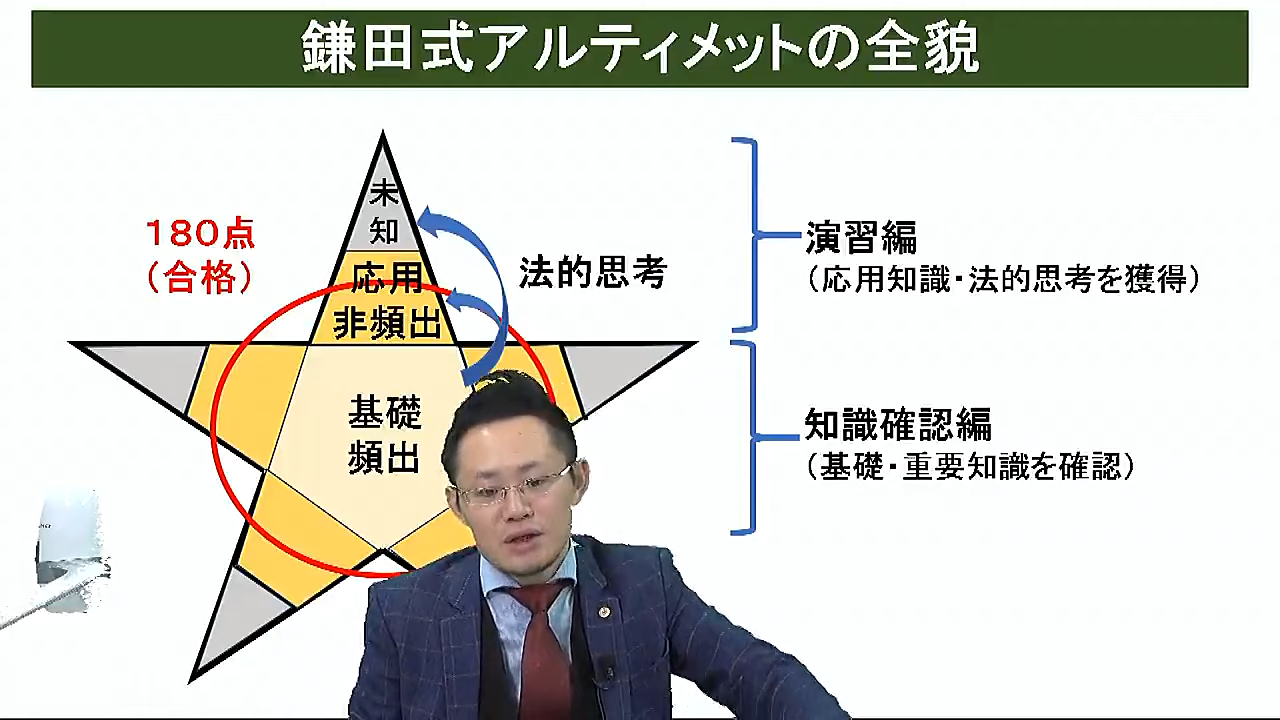 鎌田式アルティメットの全貌
180点
（合格）
未
知
応用
非頻出
基礎
頻出
法的思考
演習編
（応用知識・法的思考を獲得）
知識確認編
（基礎・重要知識を確認）